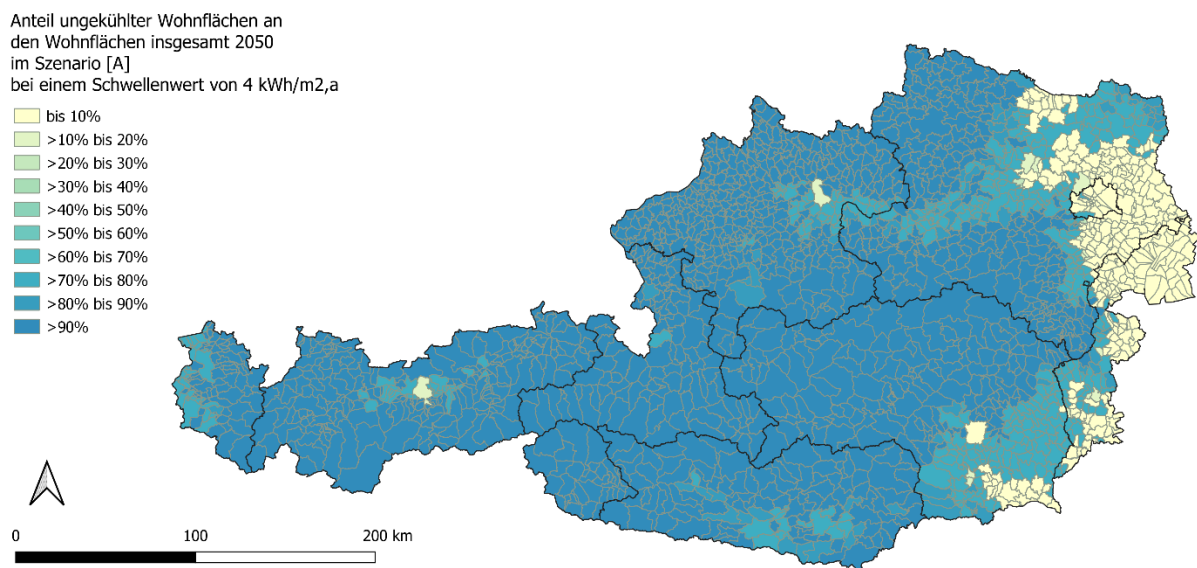 Anteil ungekühlter Wohnflächen an
den Wohnflächen insgesamt 2050
im Szenario [A]
bei einem Schwellenwert von 4 kWh/m2,a
bis 10%
>10% bis 20%
>20% bis 30%
>30% bis 40%
>40% bis 50%
>50% bis 60%
>60% bis 70%
>70% bis 80%
>80% bis 90%
>90%
0 100 200 km